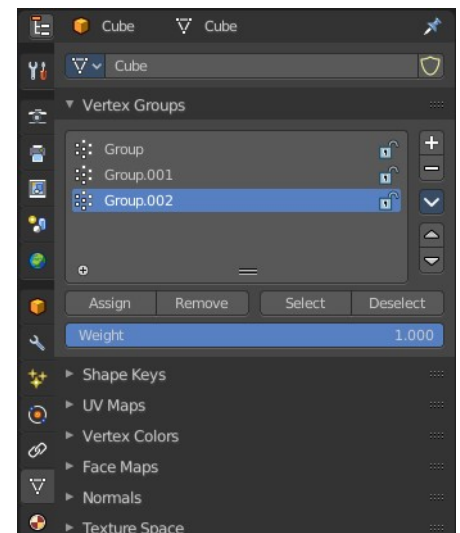 Cube Cube
Cube
Vertex Groups
Group
Group.001
Group.002
Assign Remove Select Deselect
Weight 1.000
Shape Keys
UV Maps
Vertex Colors
Face Maps
Normals
Texture Space